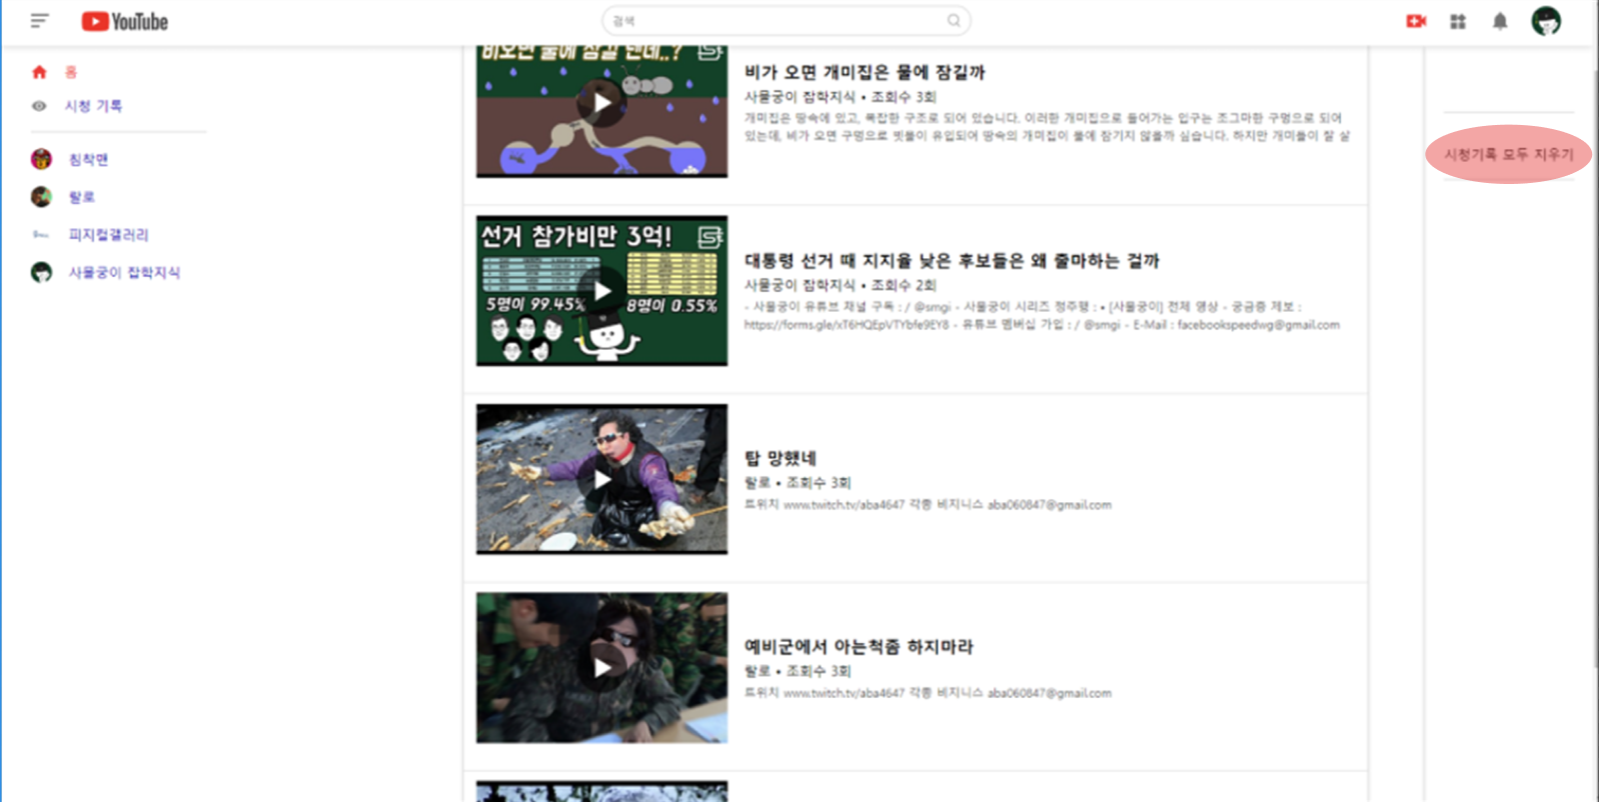 YouTube
검색
홈
시청 기록
침착맨
랄로
피지컬갤러리
사물궁이 잡학지식
비오면 물에 잠길 텐데..?
비가 오면 개미집은 물에 잠길까
사물궁이 잡학지식 • 조회수 3회
개미집은 땅속에 있고, 복잡한 구조로 되어 있습니다. 이러한 개미집으로 들어가는 입구는 조그마한 구멍으로 되어
있는데, 비가 오면 구멍으로 빗물이 유입되어 땅속의 개미집이 물에 잠기지 않을까 싶습니다. 하지만 개미들이 잘 살
시청기록 모두 지우기
선거 참가비만 3억!
5명이 99.45%
8명이 0.55%
대통령 선거 때 지지율 낮은 후보들은 왜 출마하는 걸까
사물궁이 잡학지식 • 조회수 2회
- 사물궁이 유튜브 채널 구독 : / @smgi - 사물궁이 시리즈 정주행 : • [사물궁이] 전체 영상 - 궁금증 제보 :
https://forms.gle/xT6HQEpVTYbfe9EY8 - 유튜브 멤버십 가입 : / @smgi - E-Mail : facebookspeedwg@gmail.com
탑 망했네
랄로 • 조회수 3회
트위치 www.twitch.tv/aba4647 각종 비지니스 aba060847@gmail.com
예비군에서 아는척좀 하지마라
랄로 • 조회수 3회
트위치 www.twitch.tv/aba4647 각종 비지니스 aba060847@gmail.com